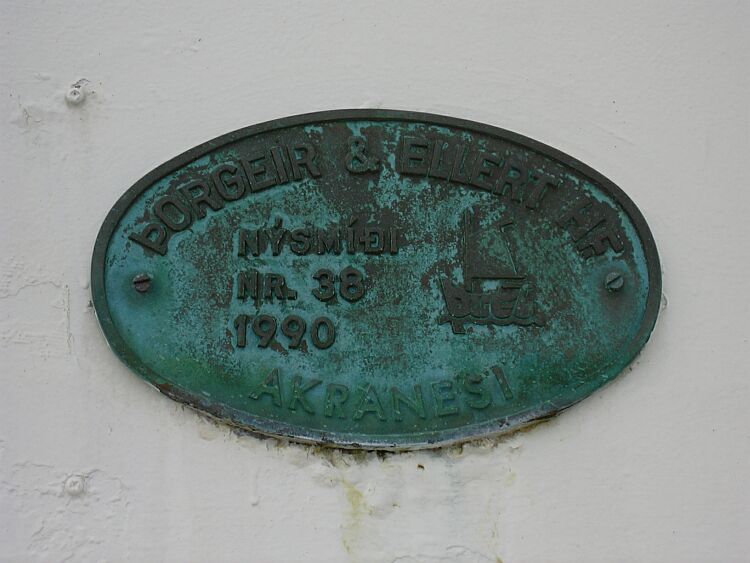 ÞORGEIR & ELLERT HF
NÝSMÍÐI
NR. 38
1990
AKRANESI